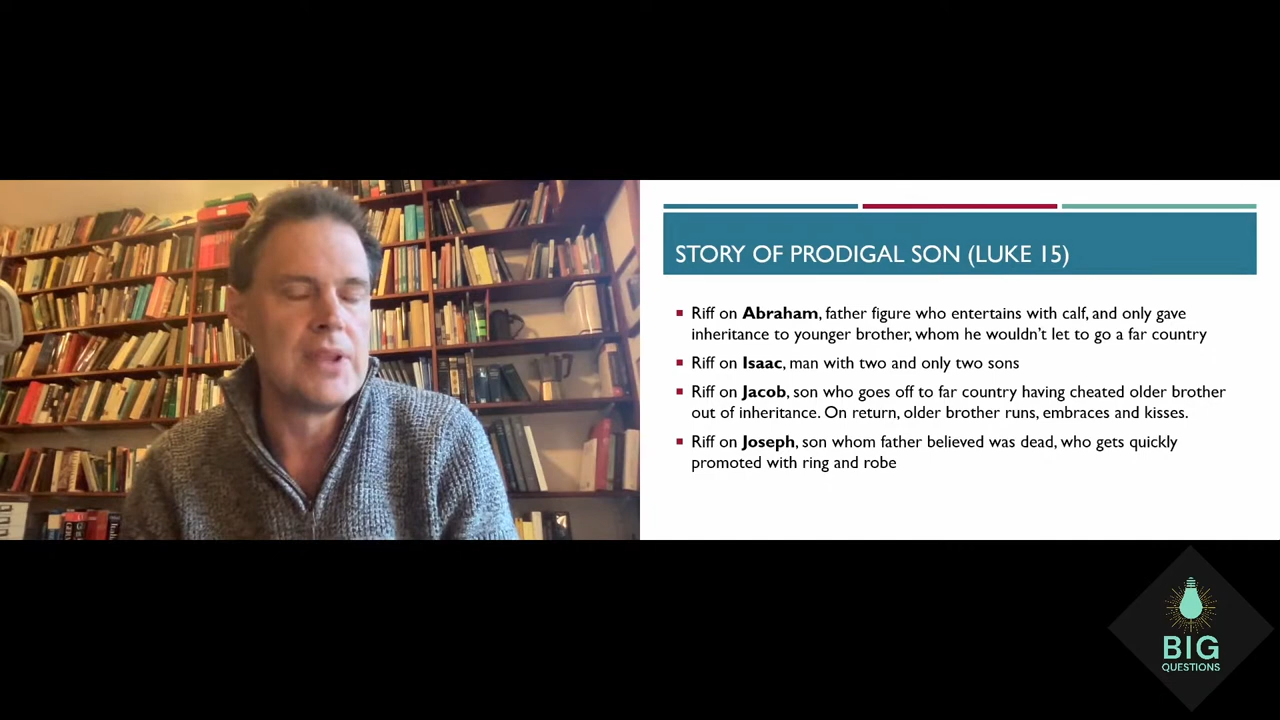 STORY OF PRODIGAL SON (LUKE 15)
Riff on Abraham, father figure who entertains with calf, and only gave
inheritance to younger brother, whom he wouldn't let to go a far country
Riff on Isaac, man with two and only two sons
Riff on Jacob, son who goes off to far country having cheated older brother
out of inheritance. On return, older brother runs, embraces and kisses.
Riff on Joseph, son whom father believed was dead, who gets quickly
promoted with ring and robe
BIG
QUESTIONS